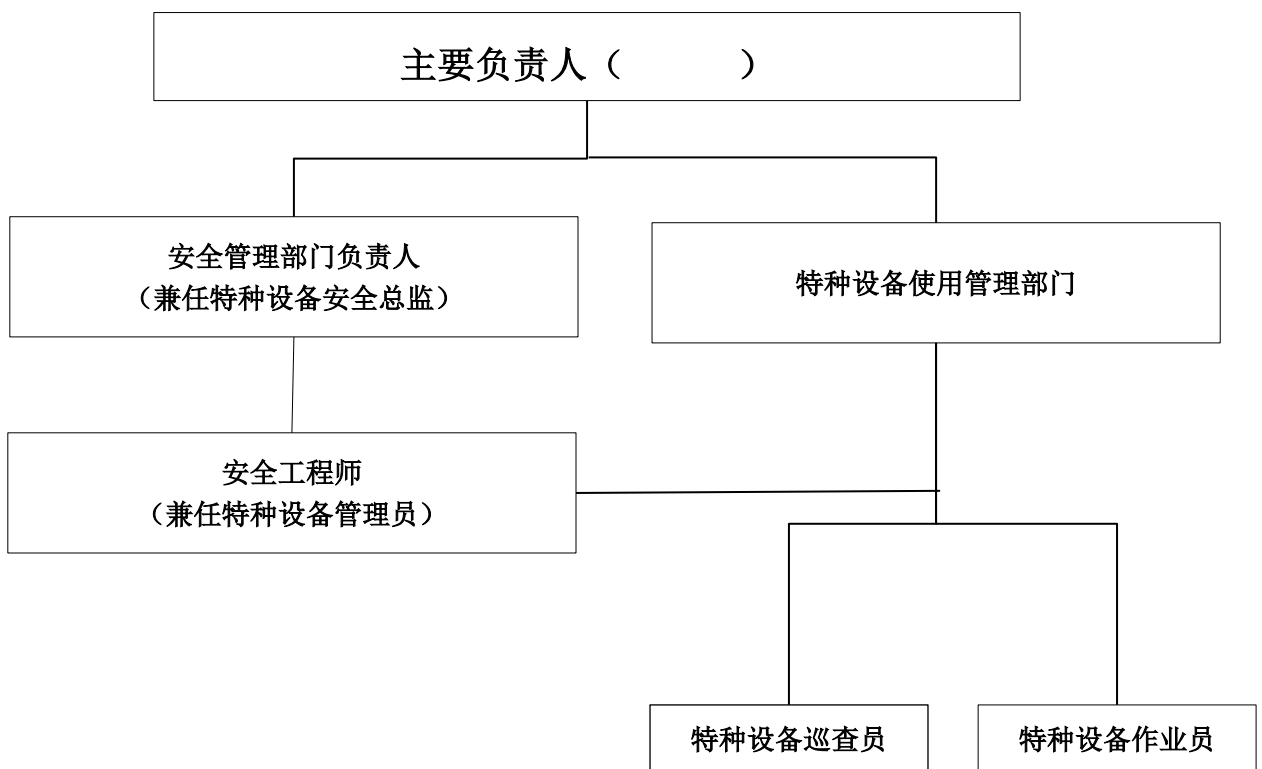 主要负责人（      ）
安全管理部门负责人
（兼任特种设备安全总监）
特种设备使用管理部门
安全工程师
（兼任特种设备管理员）
特种设备巡查员
特种设备作业员